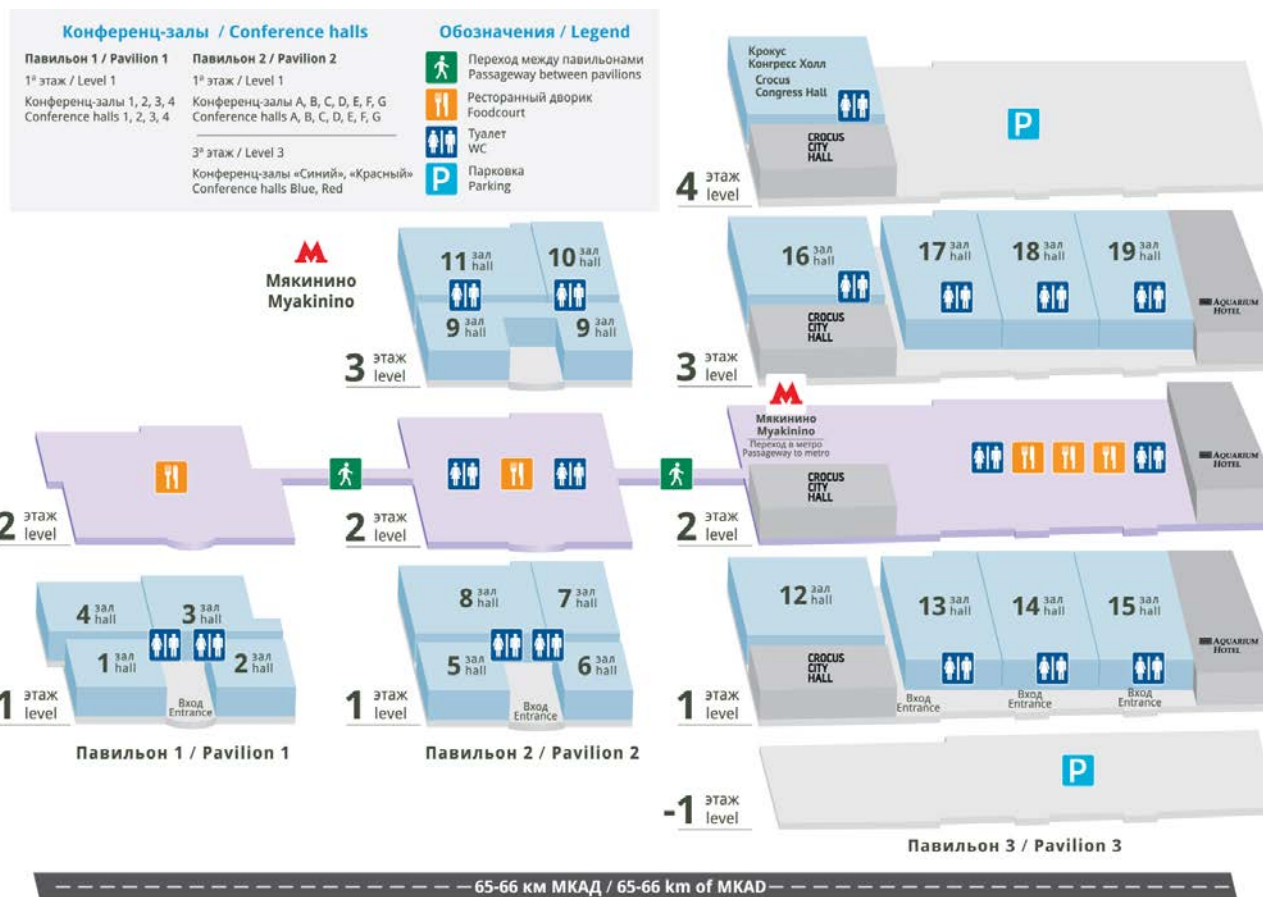 Конференц-залы / Conference halls
Павильон 1 / Pavilion 1
1й этаж / Level 1
Конференц-залы 1, 2, 3, 4
Conference halls 1, 2, 3, 4
Павильон 2 / Pavilion 2
1й этаж / Level 1
Конференц-залы A, B, C, D, E, F, G
Conference halls A, B, C, D, E, F, G
3й этаж / Level 3
Конференц-залы «Синий», «Красный»
Conference halls Blue, Red
Обозначения / Legend
Переход между павильонами
Passageway between pavilions
Ресторанный дворик
Foodcourt
Туалет
WC
P
Парковка
Parking
Крокус
Конгресс Холл
Crocus
Congress Hall
CROCUS
CITY
HALL
P
4 этаж
level
Мякинино
Myakinino
11 зал
hall
10 зал
hall
9 зал
hall
9 зал
hall
3 этаж
level
16 зал
hall
17 зал
hall
18 зал
hall
19 зал
hall
CROCUS
CITY
HALL
AQUARIUM
HOTEL
3 этаж
level
2 этаж
level
2 этаж
level
Мякинино
Myakinino
Переход в метро
Passageway to metro
CROCUS
CITY
HALL
AQUARIUM
HOTEL
2 этаж
level
4 зал
hall
3 зал
hall
1 зал
hall
2 зал
hall
Вход
Entrance
1 этаж
level
Павильон 1 / Pavilion 1
8 зал
hall
7 зал
hall
5 зал
hall
6 зал
hall
Вход
Entrance
1 этаж
level
Павильон 2 / Pavilion 2
12 зал
hall
13 зал
hall
14 зал
hall
15 зал
hall
CROCUS
CITY
HALL
AQUARIUM
HOTEL
Вход
Entrance
Вход
Entrance
Вход
Entrance
1 этаж
level
P
-1 этаж
level
Павильон 3 / Pavilion 3
65-66 км МКАД / 65-66 km of MKAD